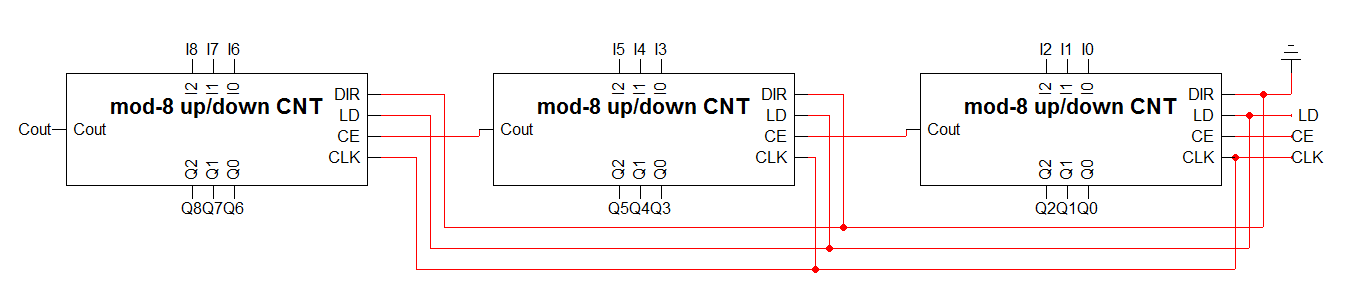 I8 I7 I6 I5 I4 I3 I2 I1 I0
I2 I1 I0 I2 I1 I0 I2 I1 I0
mod-8 up/down CNT mod-8 up/down CNT mod-8 up/down CNT
DIR DIR DIR
LD LD LD LD
Cout Cout CE Cout CE Cout CE CE
CLK CLK CLK CLK
Q2 Q1 Q0 Q2 Q1 Q0 Q2 Q1 Q0
Q8Q7Q6 Q5Q4Q3 Q2Q1Q0